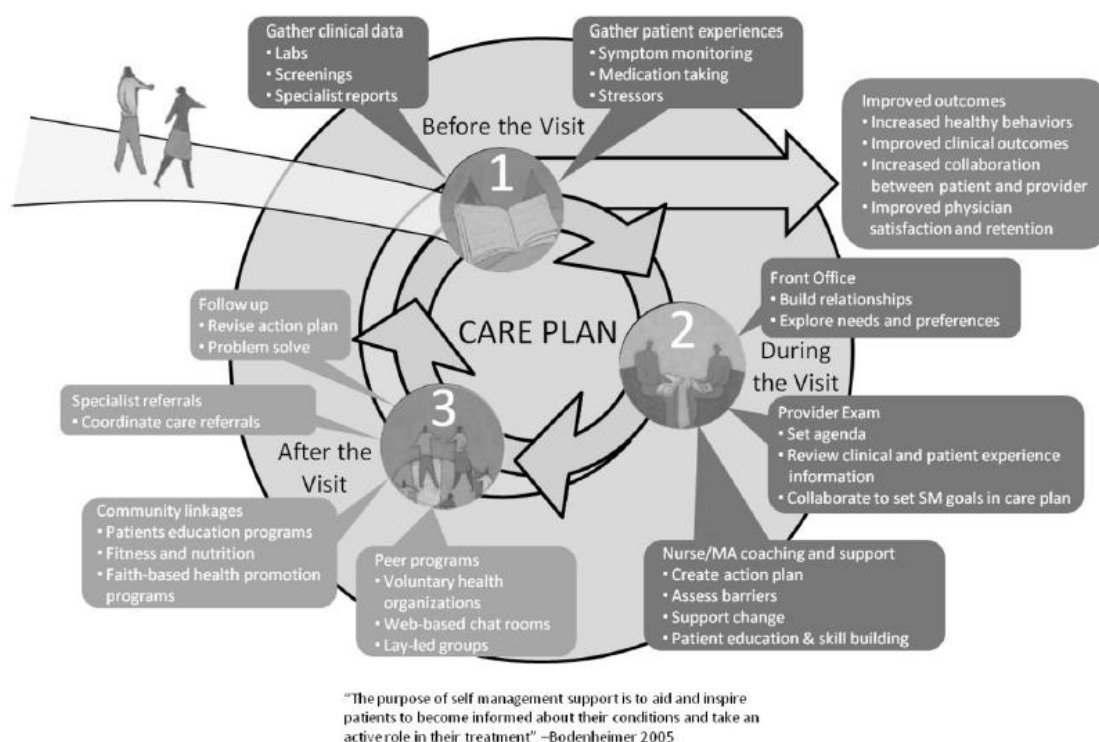 Gather clinical data
• Labs
• Screenings
• Specialist reports
Gather patient experiences
• Symptom monitoring
• Medication taking
• Stressors
Before the Visit
1
Improved outcomes
• Increased healthy behaviors
• Improved clinical outcomes
• Increased collaboration
between patient and provider
• Improved physician
satisfaction and retention
Front Office
• Build relationships
• Explore needs and preferences
CARE PLAN
2
During
the Visit
Provider Exam
• Set agenda
• Review clinical and patient experience
information
• Collaborate to set SM goals in care plan
Nurse/MA coaching and support
• Create action plan
• Assess barriers
• Support change
• Patient education & skill building
3
After the
Visit
Follow up
• Revise action plan
• Problem solve
Specialist referrals
• Coordinate care referrals
Community linkages
• Patients education programs
• Fitness and nutrition
• Faith-based health promotion
programs
Peer programs
• Voluntary health
organizations
• Web-based chat rooms
• Lay-led groups
"The purpose of self management support is to aid and inspire
patients to become informed about their conditions and take an
active role in their treatment" –Bodenheimer 2005